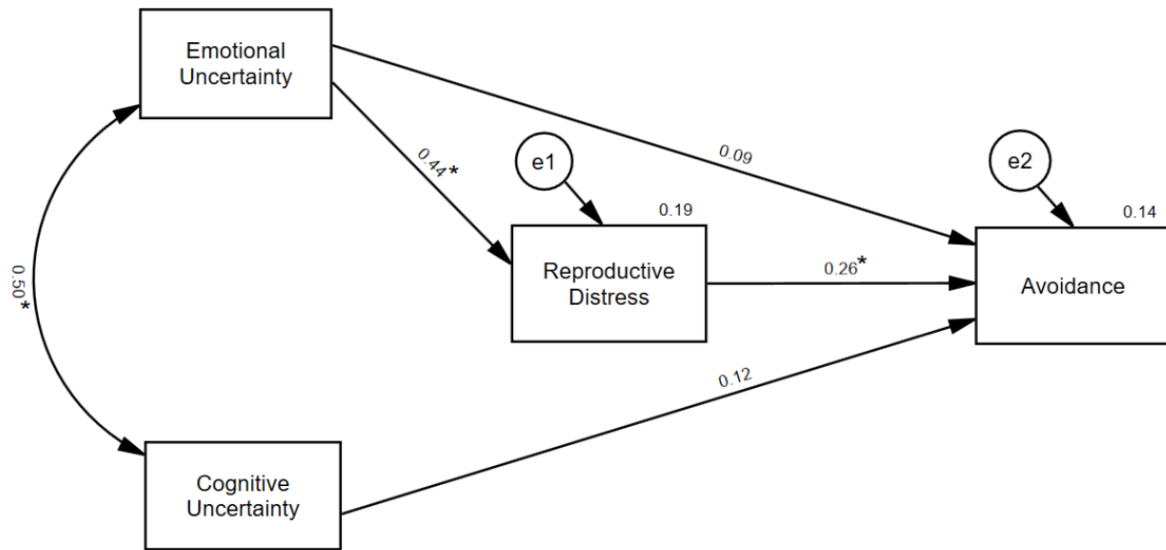 Emotional
Uncertainty
0.09
0.44*
e1
e2
0.19
0.14
Reproductive
Distress
0.26*
Avoidance
0.50*
0.12
Cognitive
Uncertainty